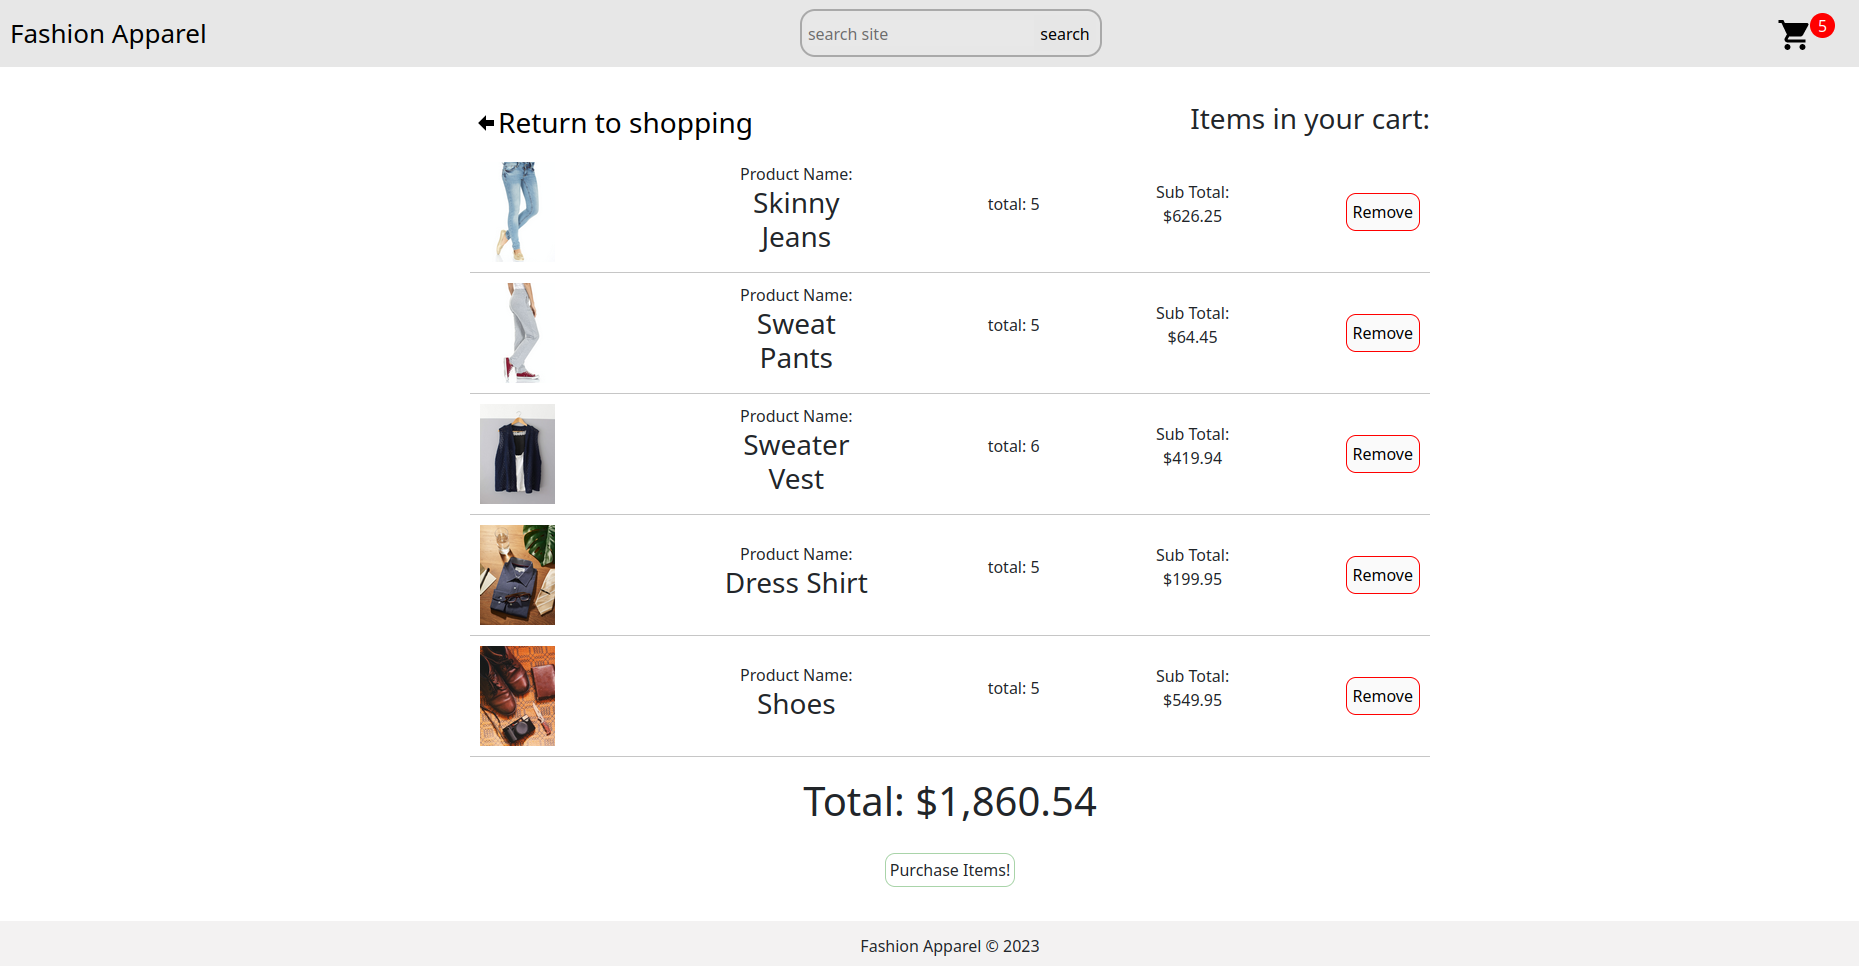 Fashion Apparel
search site
search
5
Return to shopping
Items in your cart:
Product Name:
Skinny
Jeans
total: 5
Sub Total:
$626.25
Remove
Product Name:
Sweat
Pants
total: 5
Sub Total:
$64.45
Remove
Product Name:
Sweater
Vest
total: 6
Sub Total:
$419.94
Remove
Product Name:
Dress Shirt
total: 5
Sub Total:
$199.95
Remove
Product Name:
Shoes
total: 5
Sub Total:
$549.95
Remove
Total: $1,860.54
Purchase Items!
Fashion Apparel © 2023